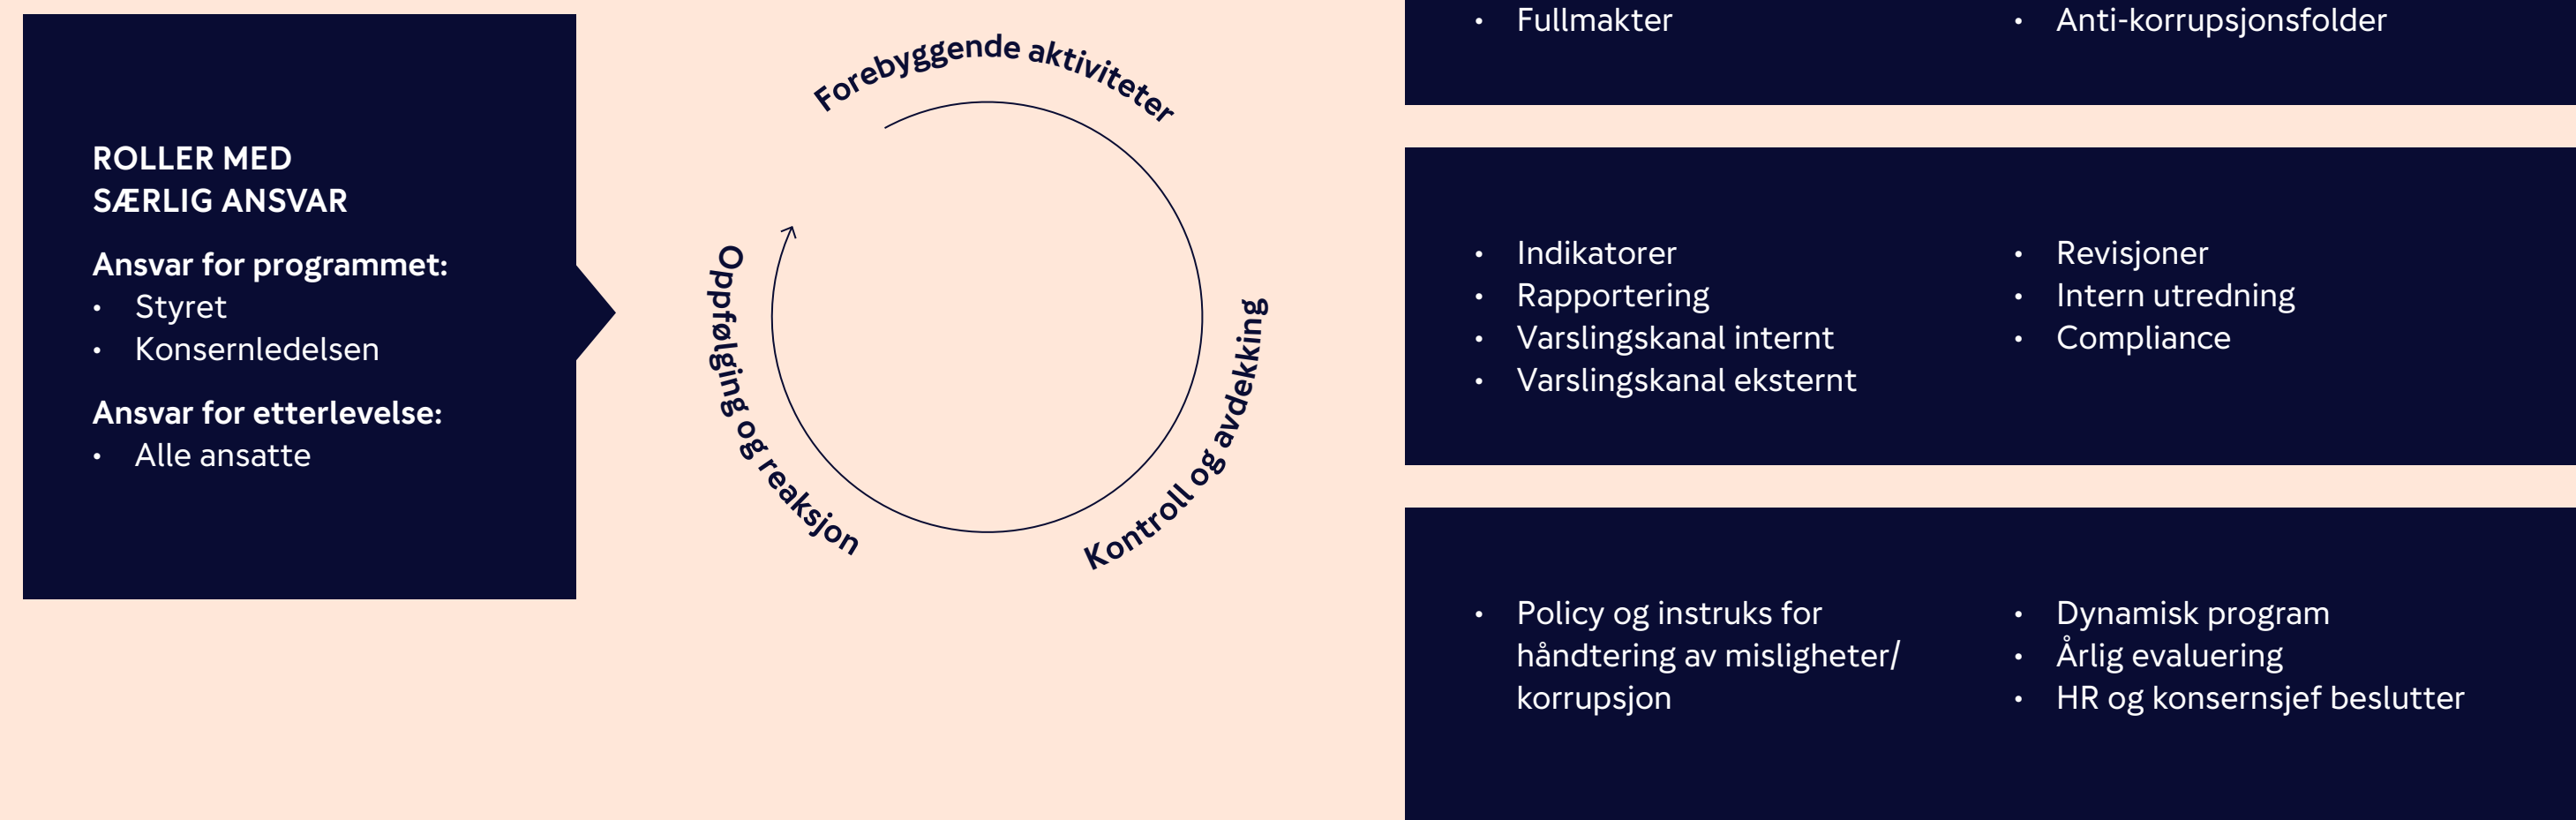 ROLLER MED
SÆRLIG ANSVAR
Ansvar for programmet:
• Styret
• Konsernledelsen
Ansvar for etterlevelse:
• Alle ansatte
Forebyggende aktiviteter
Kontroll og avdekking
Oppfølging og reaksjon
• Fullmakter
• Anti-korrupsjonsfolder
• Indikatorer
• Rapportering
• Varslingskanal internt
• Varslingskanal eksternt
• Revisjoner
• Intern utredning
• Compliance
• Policy og instruks for
håndtering av misligheter/
korrupsjon
• Dynamisk program
• Årlig evaluering
• HR og konsernsjef beslutter